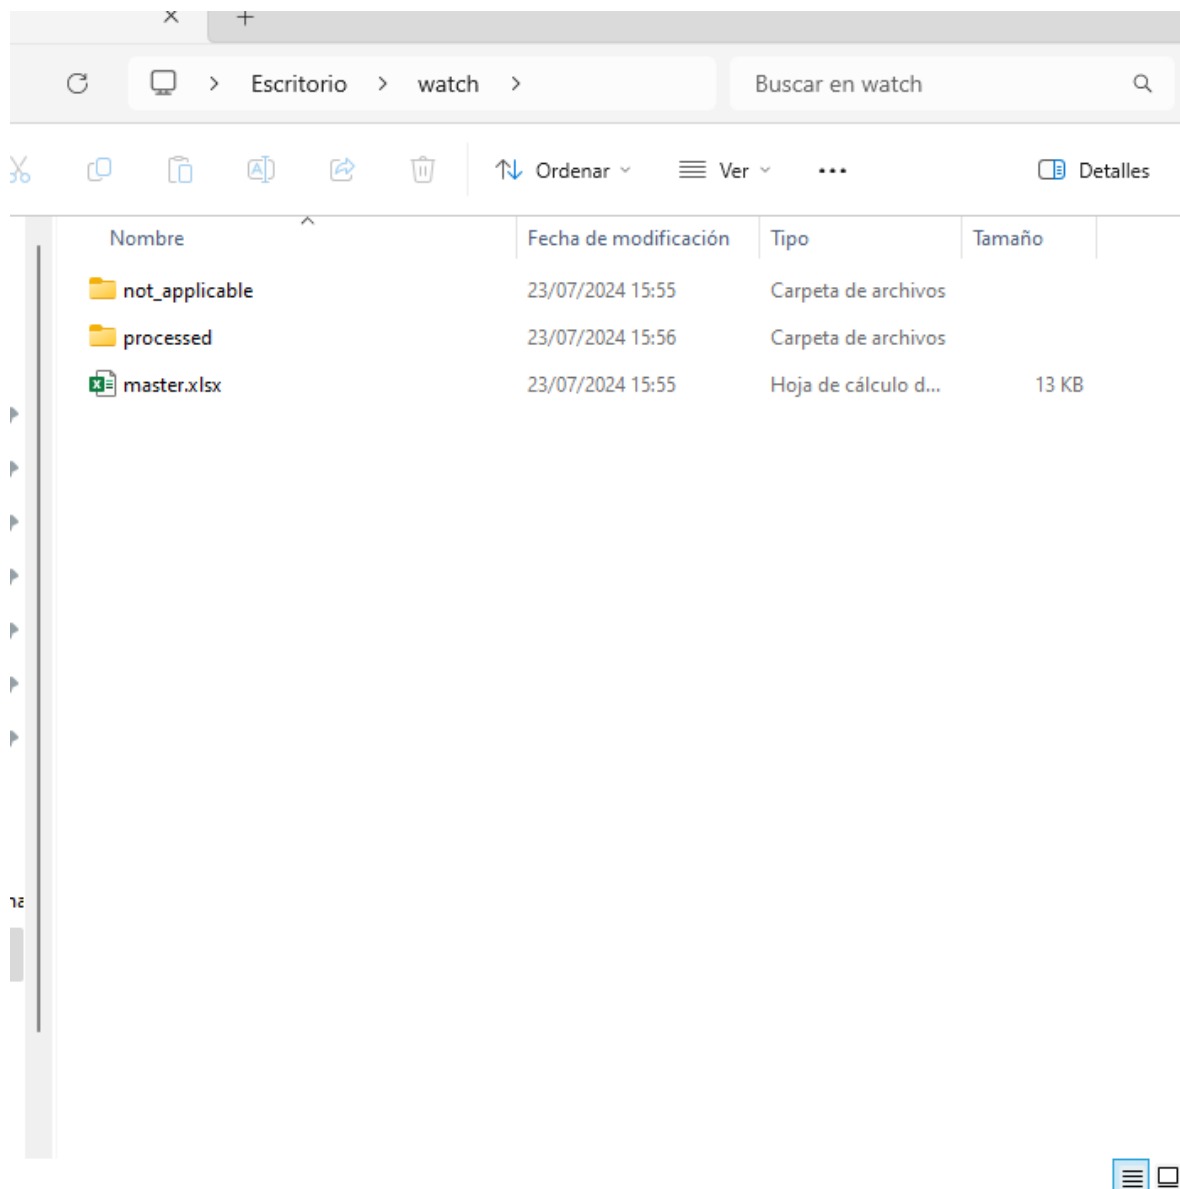 Escritorio > watch >
Buscar en watch
Ordenar
Ver
Detalles
Nombre
Fecha de modificación
Tipo
Tamaño
not_applicable 23/07/2024 15:55 Carpeta de archivos
processed 23/07/2024 15:56 Carpeta de archivos
master.xlsx 23/07/2024 15:55 Hoja de cálculo d... 13 KB